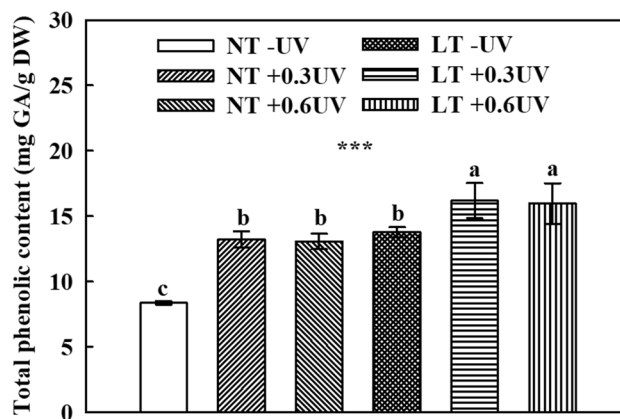 Total phenolic content (mg GA/g DW)
30
25
20
15
10
5
0
NT -UV
LT -UV
NT +0.3UV
LT +0.3UV
NT +0.6UV
LT +0.6UV
***
c
b
b
b
a
a